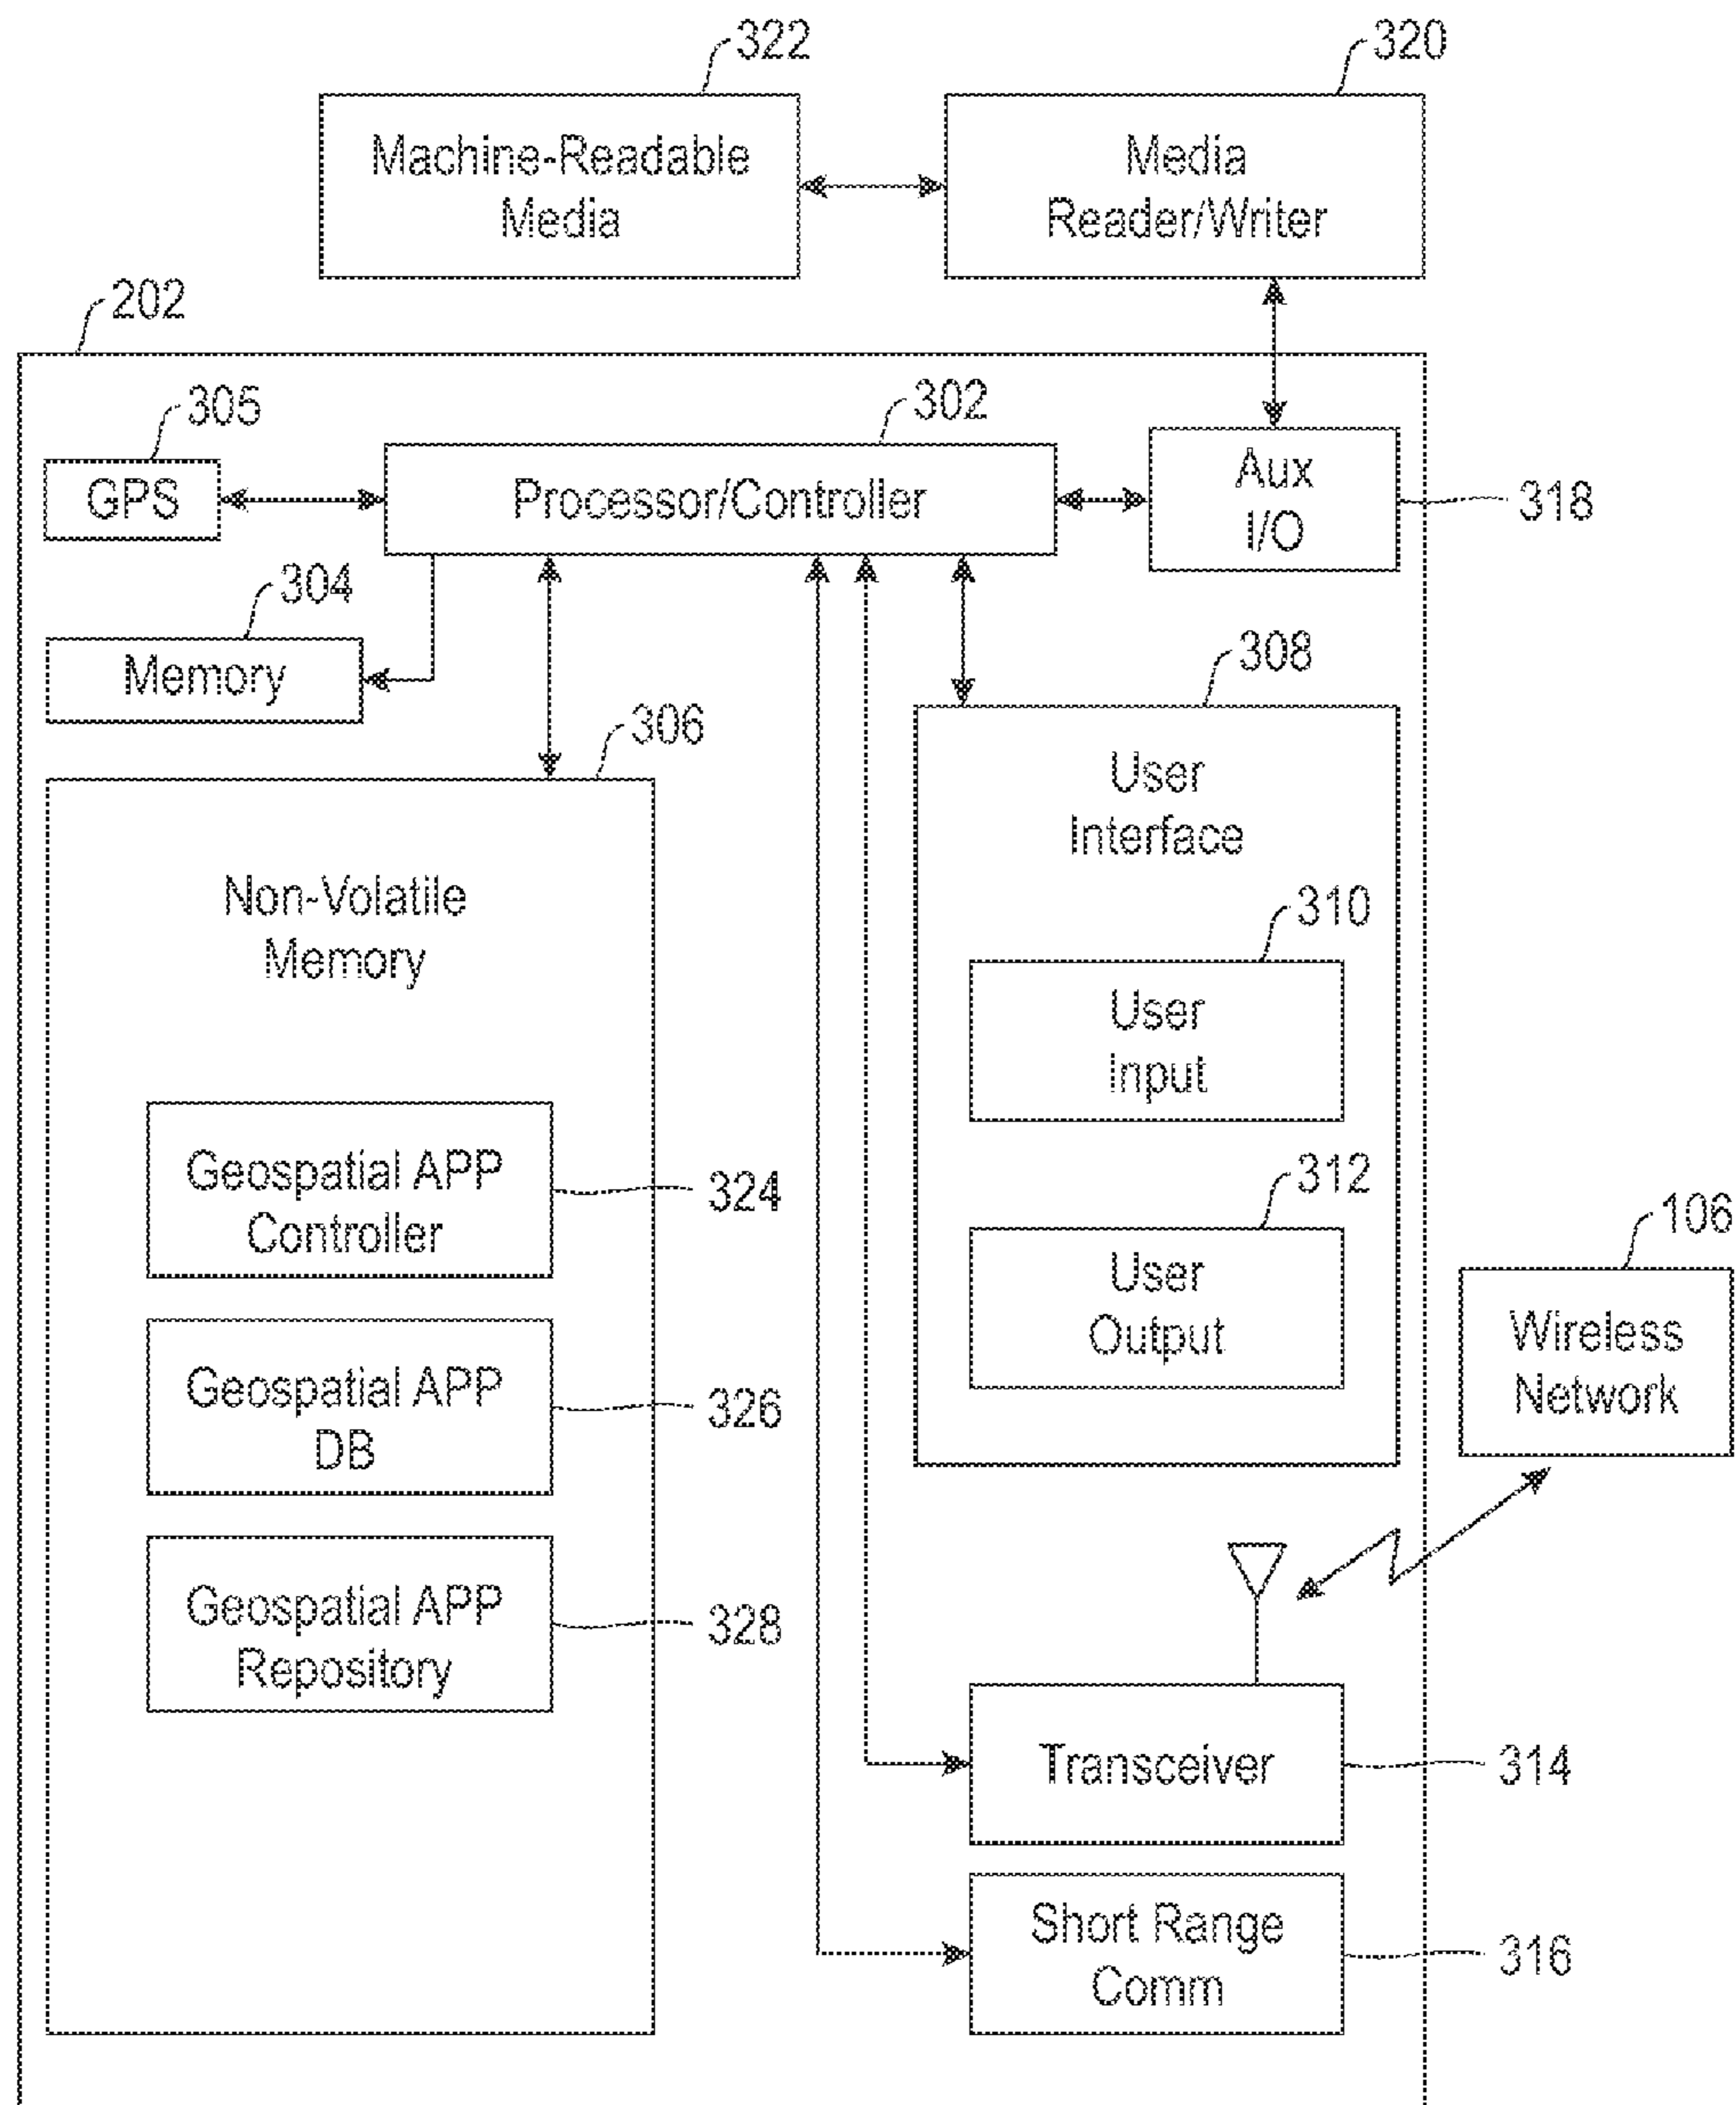 322
320
Machine-Readable
Media
Media
Reader/Writer
202
305
302
GPS
Processor/Controller
Aux
I/O
318
304
Memory
308
306
User
Interface
Non-Volatile
Memory
310
User
Input
Geospatial APP
Controller
324
312
User
Output
106
Wireless
Network
Geospatial APP
DB
326
Geospatial APP
Repository
328
Transceiver
314
Short Range
Comm
316